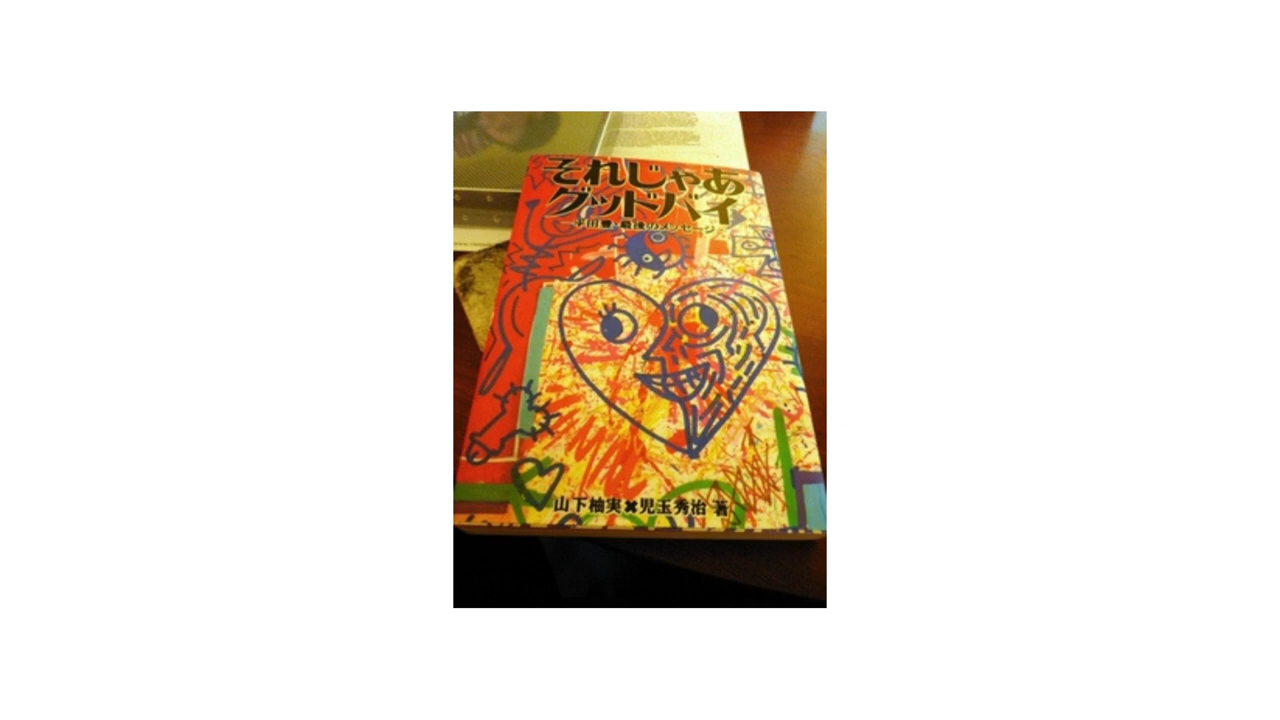 それじゃあ
グッドバイ
最後のメッセージ
山下柚実✖児玉秀治 著